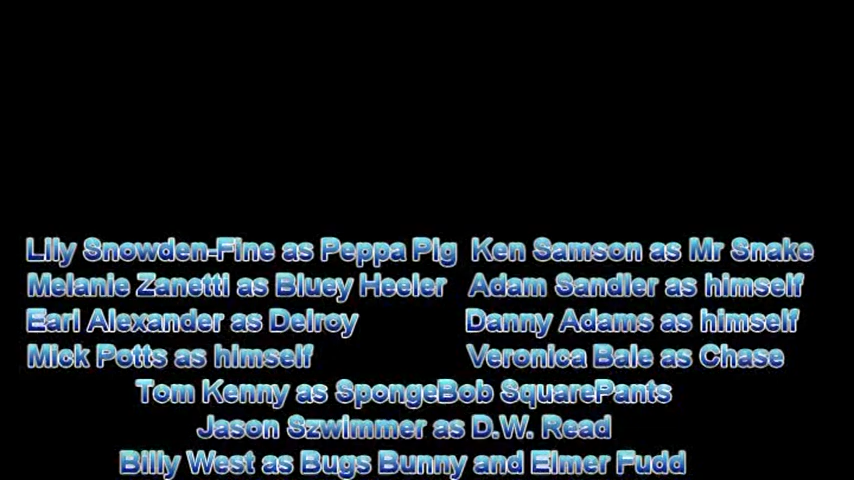 Lily Snowden-Fine as Peppa Pig Ken Samson as Mr Snake
Melanie Zanetti as Bluey Heeler Adam Sandler as himself
Earl Alexander as Delroy Danny Adams as himself
Mick Potts as himself Veronica Bale as Chase
Tom Kenny as SpongeBob SquarePants
Jason Szwimmer as D.W. Read
Billy West as Bugs Bunny and Elmer Fudd